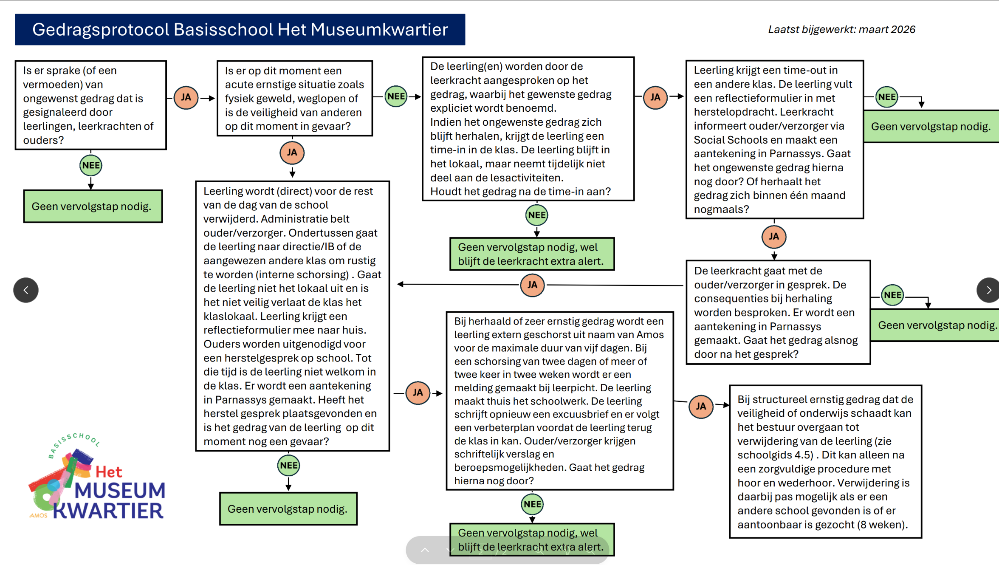 Gedragsprotocol Basisschool Het Museumkwartier
Laatst bijgewerkt: maart 2026
Is er sprake (of een
vermoeden) van
ongewenst gedrag dat is
gesignaleerd door
leerlingen, leerkrachten of
ouders?
JA
NEE
Geen vervolgstap nodig.
Is er op dit moment een
acute ernstige situatie zoals
fysiek geweld, weglopen of
is de veiligheid van anderen
op dit moment in gevaar?
NEE
JA
De leerling(en) worden door de
leerkracht aangesproken op het
gedrag, waarbij het gewenste gedrag
expliciet wordt benoemd.
Indien het ongewenste gedrag zich
blijft herhalen, krijgt de leerling een
time-in in de klas. De leerling blijft in
het lokaal, maar neemt tijdelijk niet
deel aan de lesactiviteiten.
Houdt het gedrag na de time-in aan?
JA
NEE
Geen vervolgstap nodig, wel
blijft de leerkracht extra alert.
Leerling krijgt een time-out in
een andere klas. De leerling vult
een reflectieformulier in met
herstelopdracht. Leerkracht
informeert ouder/verzorger via
Social Schools en maakt een
aantekening in Parnassys. Gaat
het ongewenste gedrag hierna
nog door? Of herhaalt het
gedrag zich binnen één maand
nogmaals?
NEE
Geen vervolgstap nodig.
JA
De leerkracht gaat met de
ouder/verzorger in gesprek. De
consequenties bij herhaling
worden besproken. Er wordt een
aantekening in Parnassys
gemaakt. Gaat het gedrag alsnog
door na het gesprek?
NEE
Geen vervolgstap nodig.
JA
Leerling wordt (direct) voor de rest
van de dag van de school
verwijderd. Administratie belt
ouder/verzorger. Ondertussen gaat
de leerling naar directie/IB of de
aangewezen andere klas om rustig
te worden (interne schorsing) . Gaat
de leerling niet het lokaal uit en is
het niet veilig verlaat de klas het
klaslokaal. Leerling krijgt een
reflectieformulier mee naar huis.
Ouders worden uitgenodigd voor
een herstelgesprek op school. Tot
die tijd is de leerling niet welkom in
de klas. Er wordt een aantekening
in Parnassys gemaakt. Heeft het
herstel gesprek plaatsgevonden en
is het gedrag van de leerling  op dit
moment nog een gevaar?
NEE
Geen vervolgstap nodig.
JA
Bij herhaald of zeer ernstig gedrag wordt een
leerling extern geschorst uit naam van Amos
voor de maximale duur van vijf dagen. Bij
een schorsing van twee dagen of meer of
twee keer in twee weken wordt er een
melding gemaakt bij leerpicht. De leerling
maakt thuis het schoolwerk. De leerling
schrijft opnieuw een excuusbrief en er volgt
een verbeterplan voordat de leerling terug
de klas in kan. Ouder/verzorger krijgen
schriftelijk verslag en
beroepsmogelijkheden. Gaat het gedrag
hierna nog door?
NEE
Geen vervolgstap nodig, wel
blijft de leerkracht extra alert.
2 / 2
JA
Bij structureel ernstig gedrag dat de
veiligheid of onderwijs schaadt kan
het bestuur overgaan tot
verwijdering van de leerling (zie
schoolgids 4.5) . Dit kan alleen na
een zorgvuldige procedure met
hoor en wederhoor. Verwijdering is
daarbij pas mogelijk als er een
andere school gevonden is of er
aantoonbaar is gezocht (8 weken).
BASISSCHOOL
Het
MUSEUM
KWARTIER
AMOS